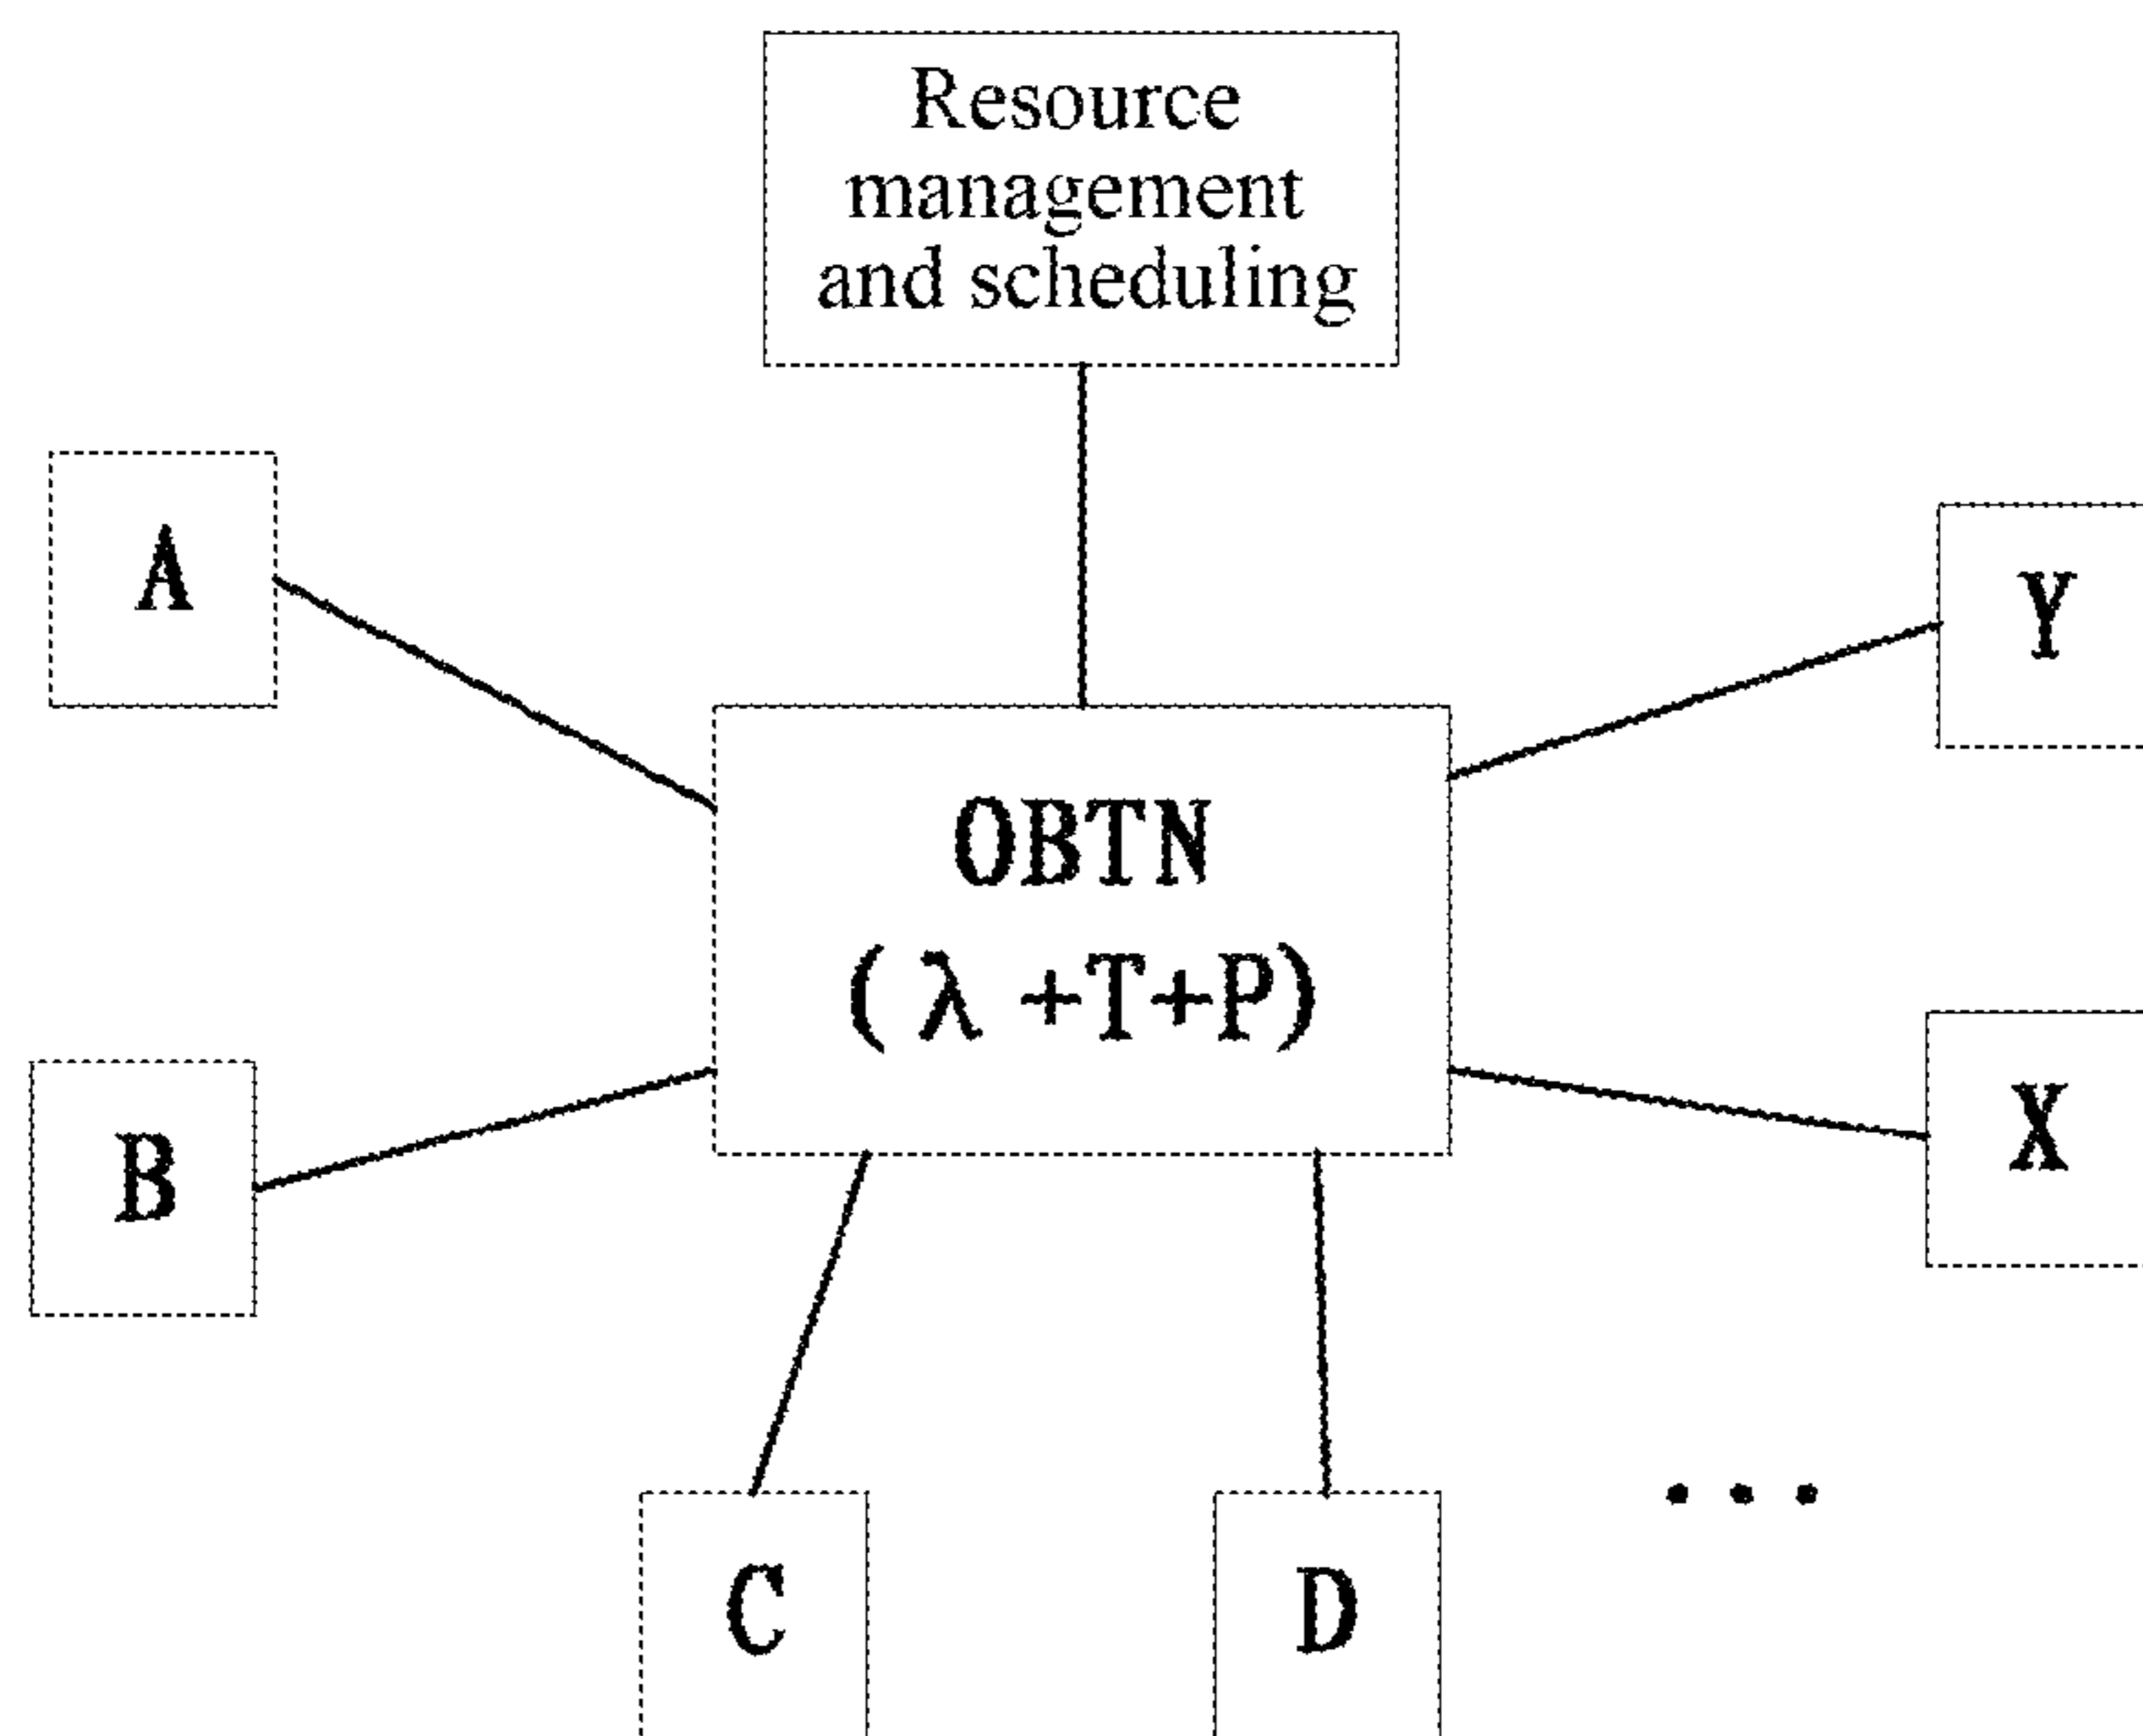 Resource
management
and scheduling
A
Y
OBTN
(λ+T+P)
B
X
C
D
...